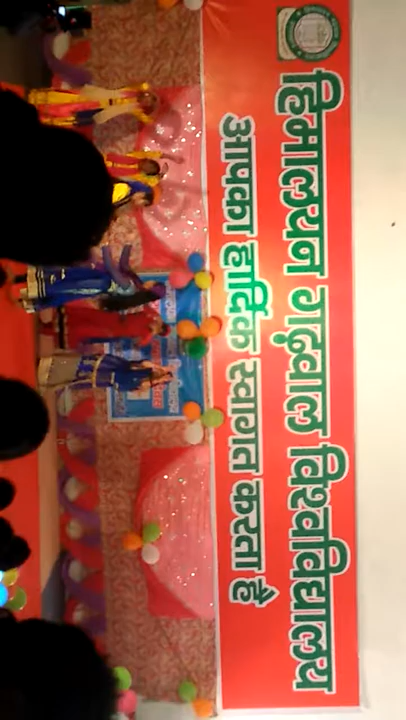 हिमालयन गढ़वाल विश्वविद्यालय
आपका हार्दिक स्वागत करता है